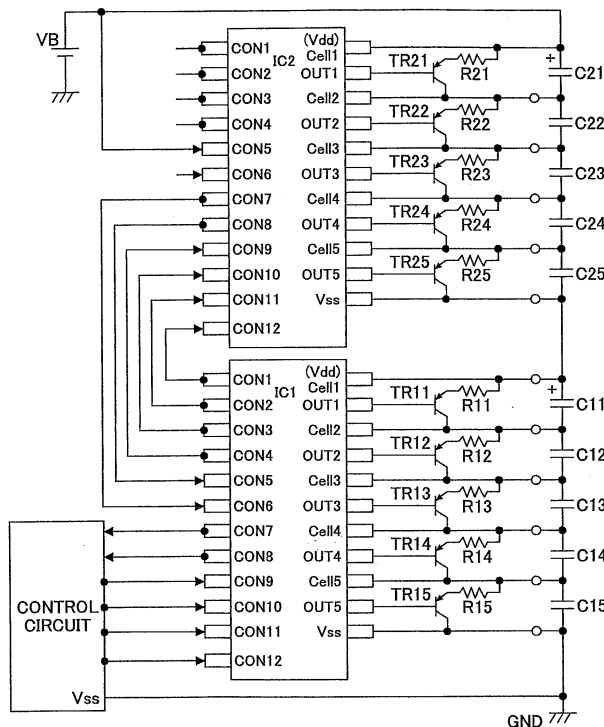 VB
CON1
CON2
CON3
CON4
CON5
CON6
CON7
CON8
CON9
CON10
CON11
CON12
IC2
(Vdd)
Cell1
OUT1
Cell2
OUT2
Cell3
OUT3
Cell4
OUT4
Cell5
OUT5
Vss
TR21
R21
TR22
R22
TR23
R23
TR24
R24
TR25
R25
+
C21
C22
C23
C24
C25
CON1
CON2
CON3
CON4
CON5
CON6
CON7
CON8
CON9
CON10
CON11
CON12
IC1
(Vdd)
Cell1
OUT1
Cell2
OUT2
Cell3
OUT3
Cell4
OUT4
Cell5
OUT5
Vss
TR11
R11
TR12
R12
TR13
R13
TR14
R14
TR15
R15
+
C11
C12
C13
C14
C15
CONTROL
CIRCUIT
Vss
GND